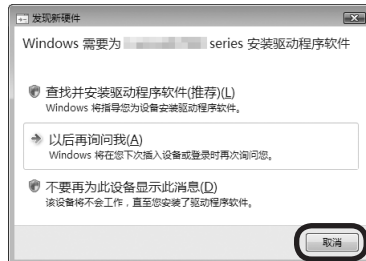 发现新硬件
Windows 需要为 series 安装驱动程序软件
查找并安装驱动程序软件(推荐)(L)
Windows 将指导您为设备安装驱动程序软件。
以后再询问我(A)
Windows 将在您下次插入设备或登录时再次询问您。
不要再为此设备显示此消息(D)
该设备将不会工作，直至您安装了驱动程序软件。
取消